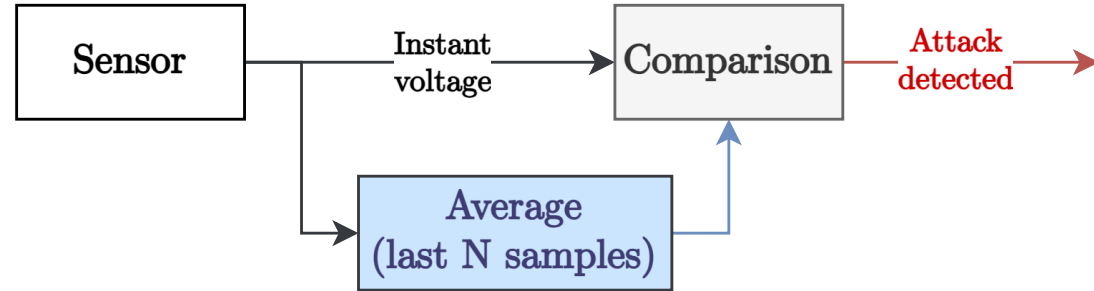 Sensor
Instant
voltage
Comparison
Attack
detected
Average
(last N samples)